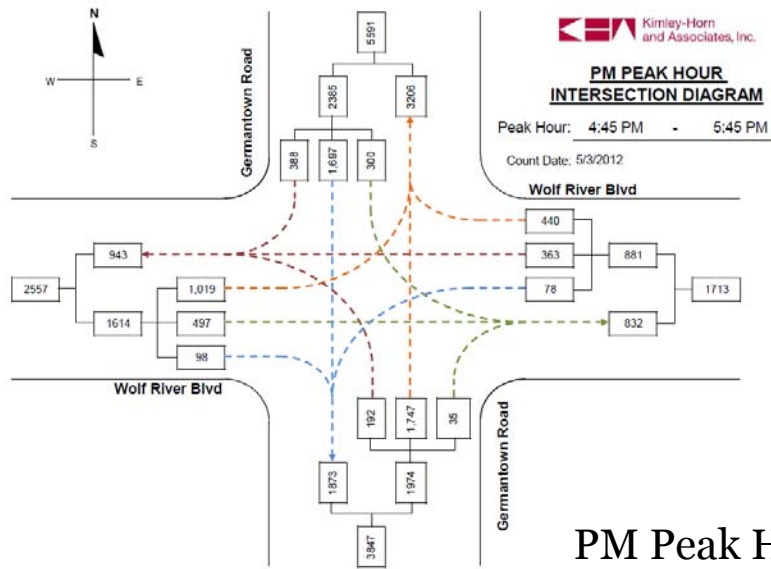 N
W
E
S
Germantown Road
5591
2385
3206
388
1,697
300
Kimley-Horn
and Associates, Inc.
PM PEAK HOUR
INTERSECTION DIAGRAM
Peak Hour: 4:45 PM - 5:45 PM
Count Date: 5/3/2012
Wolf River Blvd
440
943
363
881
2557
1,019
78
1713
1614
497
832
98
Wolf River Blvd
192
1,747
35
1873
1974
Germantown Road
3847
PM Peak H